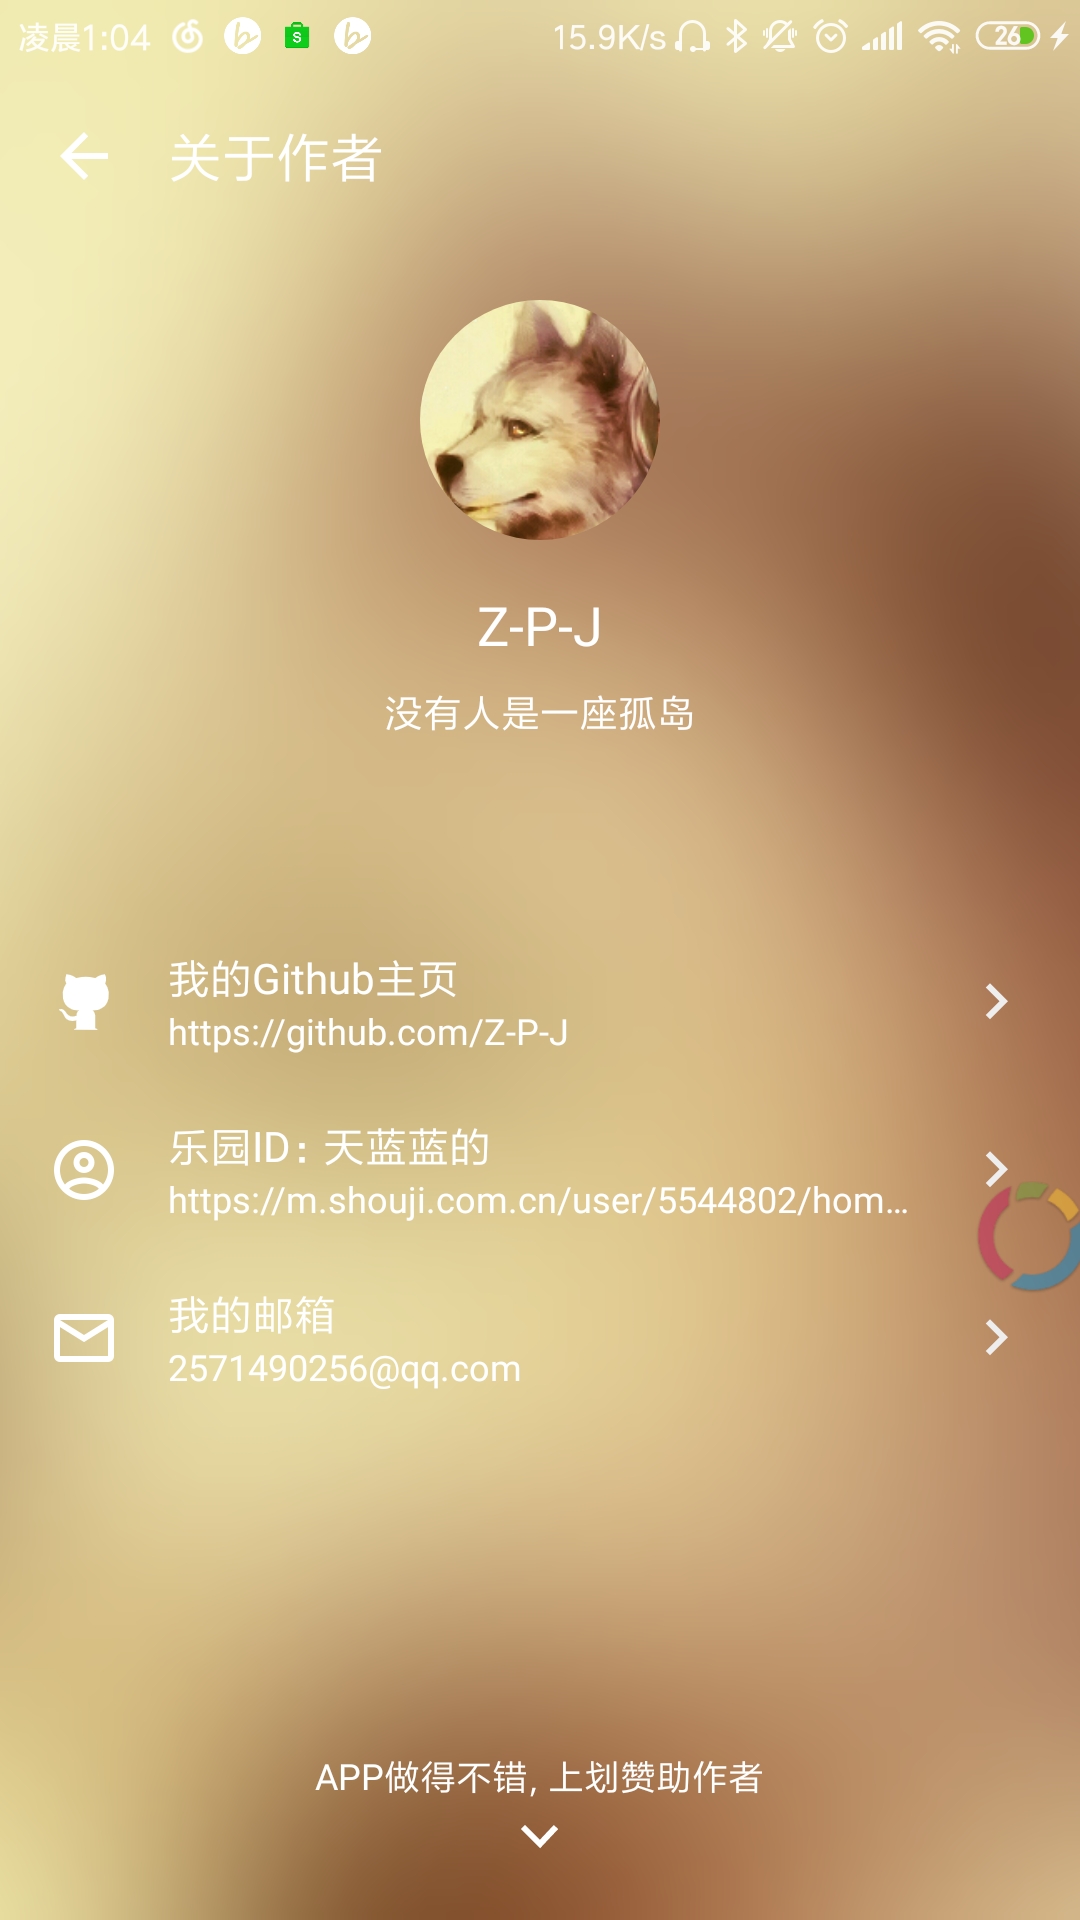 凌晨1:04
15.9K/s
26
关于作者
Z-P-J
没有人是一座孤岛
我的Github主页
https://github.com/Z-P-J
乐园ID：天蓝蓝的
https://m.shouji.com.cn/user/5544802/hom...
我的邮箱
2571490256@qq.com
APP做得不错, 上划赞助作者